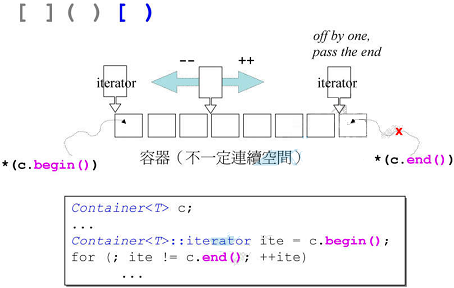 [ ] ( ) [ )
off by one,
pass the end
-- ++
iterator iterator
x
容器（不一定連續空間）
*(c.begin()) *(c.end())
Container<T> c;
...
Container<T>::iterator ite = c.begin();
for (; ite != c.end(); ++ite)
...